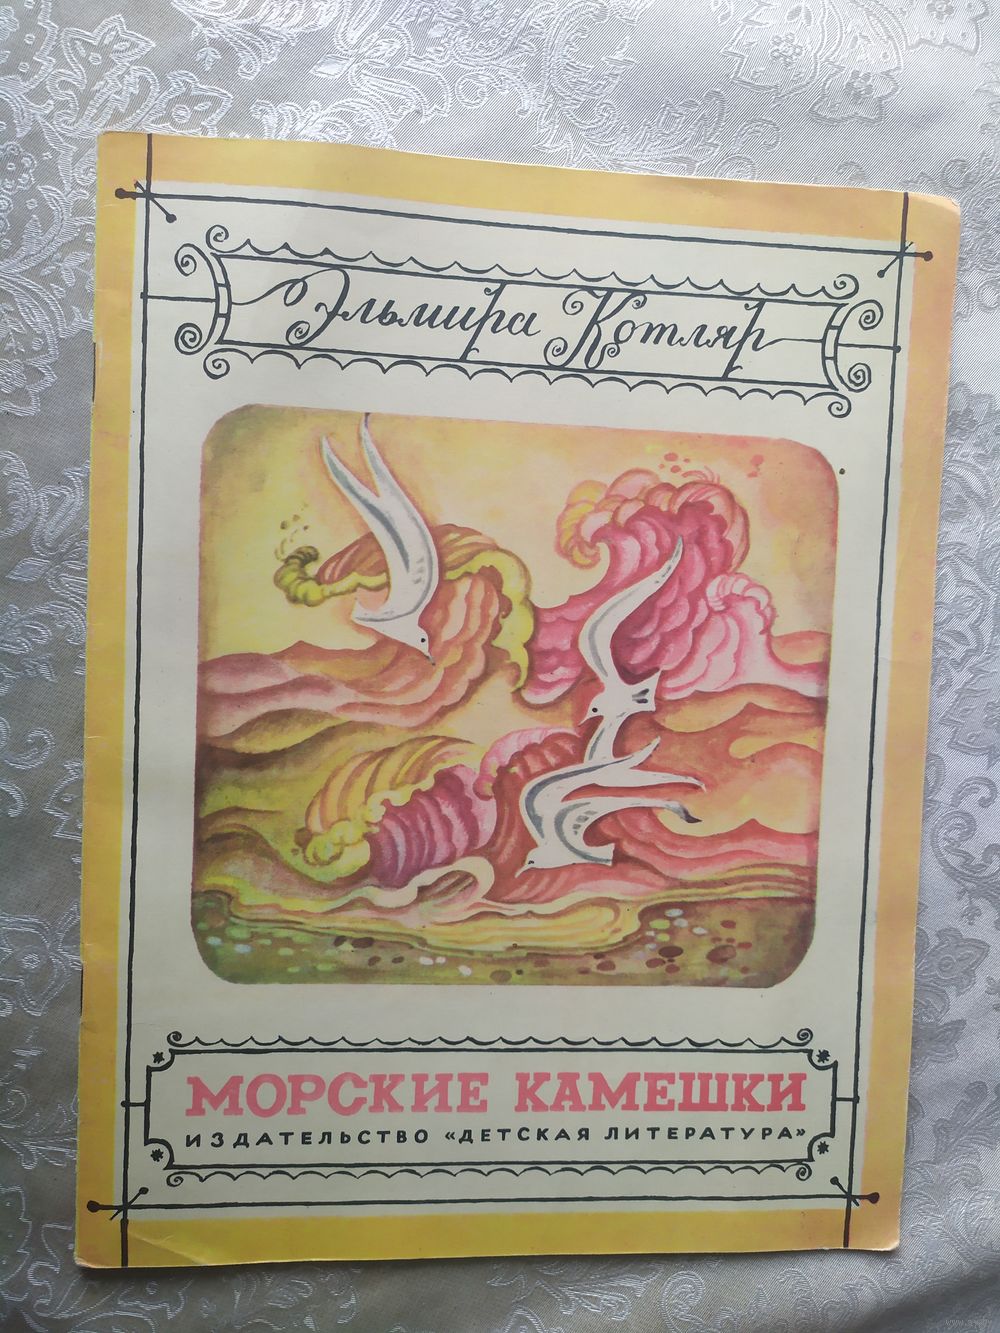 Эльмира Котляр
МОРСКИЕ КАМЕШКИ
ИЗДАТЕЛЬСТВО «ДЕТСКАЯ ЛИТЕРАТУРА»